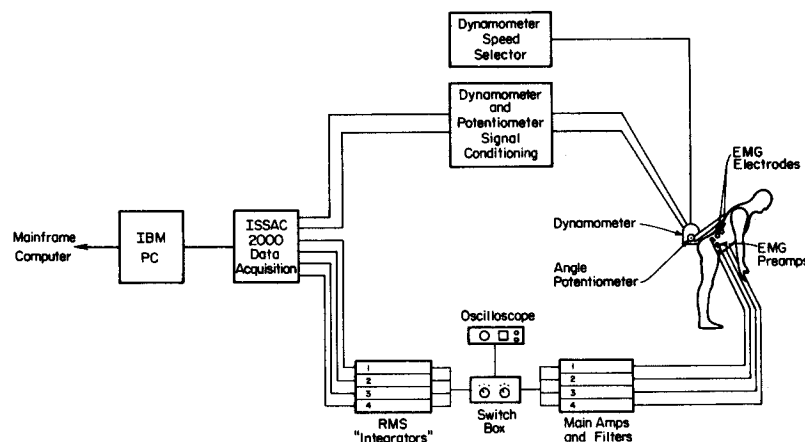 Dynamometer
Speed
Selector
Dynamometer
and
Potentiometer
Signal
Conditioning
EMG
Electrodes
Mainframe
Computer
IBM
PC
ISSAC
2000
Data
Acquisition
Dynamometer
Angle
Potentiometer
EMG
Preamps
Oscilloscope
1
2
3
4
RMS
"Integrators"
Switch
Box
1
2
3
4
Main Amps
and Filters